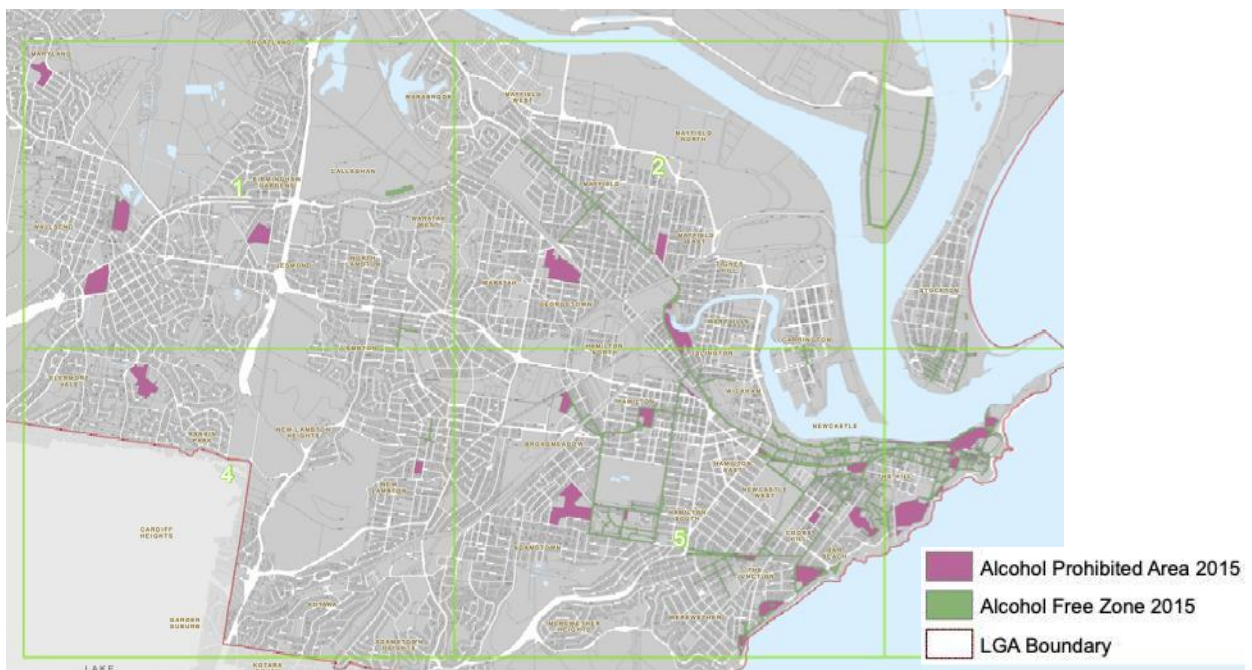 MARYLAND
SHORTLAND
WARABROOK
MAYFIELD
WEST
MAYFIELD
NORTH
2
1
BIRMINGHAM
GARDENS
CALLAGHAN
MAYFIELD
WALLSEND
WARATAH
WEST
MAYFIELD
EAST
JESMOND
NORTH
LAMBTON
TIGHES
HILL
WARATAH
STOCKTON
GEORGETOWN
MARYVILLE
CARRINGTON
LAMBTON
HAMILTON
NORTH
ISLINGTON
ELERMORE
VALE
WICKHAM
HAMILTON
NEWCASTLE
NEW LAMBTON
HEIGHTS
RANKIN
PARK
BROADMEADOW
HAMILTON
EAST
4
THE HILL
NEW
LAMBTON
NEWCASTLE
WEST
HAMILTON
SOUTH
CARDIFF
HEIGHTS
5
COOKS
HILL
ADAMSTOWN
BAR
BEACH
THE
JUNCTION
Alcohol Prohibited Area 2015
KOTARA
Alcohol Free Zone 2015
GARDEN
SUBURB
MEREWETHER
HEIGHTS
MEREWETHER
ADAMSTOWN
HEIGHTS
LGA Boundary
LAKE
KOTARA